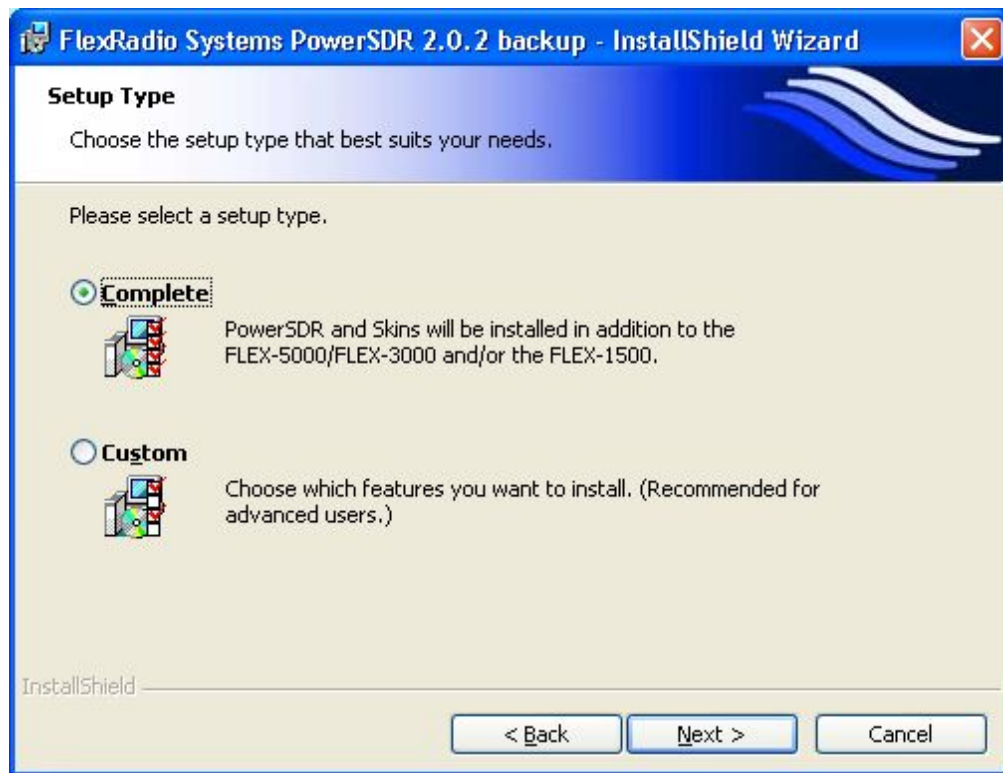 FlexRadio Systems PowerSDR 2.0.2 backup - InstallShield Wizard
Setup Type
Choose the setup type that best suits your needs.
Please select a setup type.
Complete
PowerSDR and Skins will be installed in addition to the
FLEX-5000/FLEX-3000 and/or the FLEX-1500.
Custom
Choose which features you want to install. (Recommended for
advanced users.)
InstallShield
< Back
Next >
Cancel